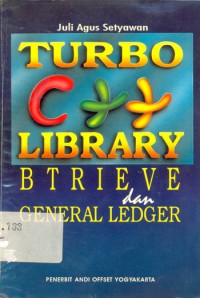 Juli Agus Setyawan
TURBO
C++
LIBRARY
BTRIEVE
dan
GENERAL LEDGER
PENERBIT ANDI OFFSET YOGYAKARTA